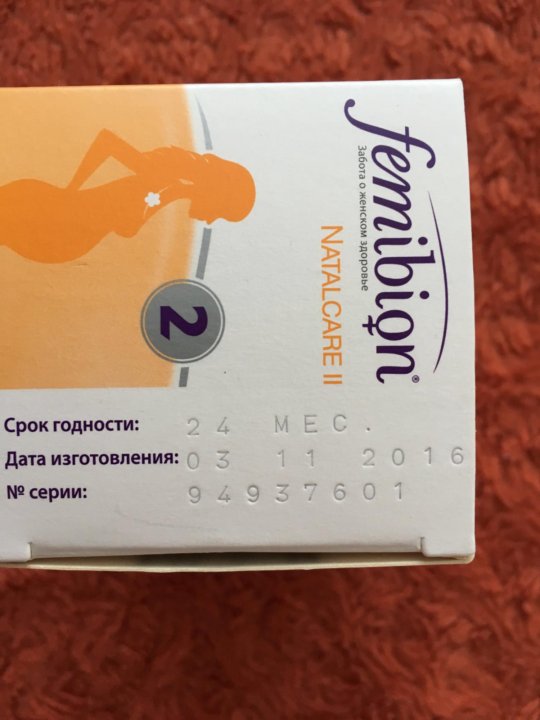 femibion®
Забота о женском здоровье
NATALCARE II
2
Срок годности: 24 МЕС.
Дата изготовления: 03 11 2016
№ серии: 94937601